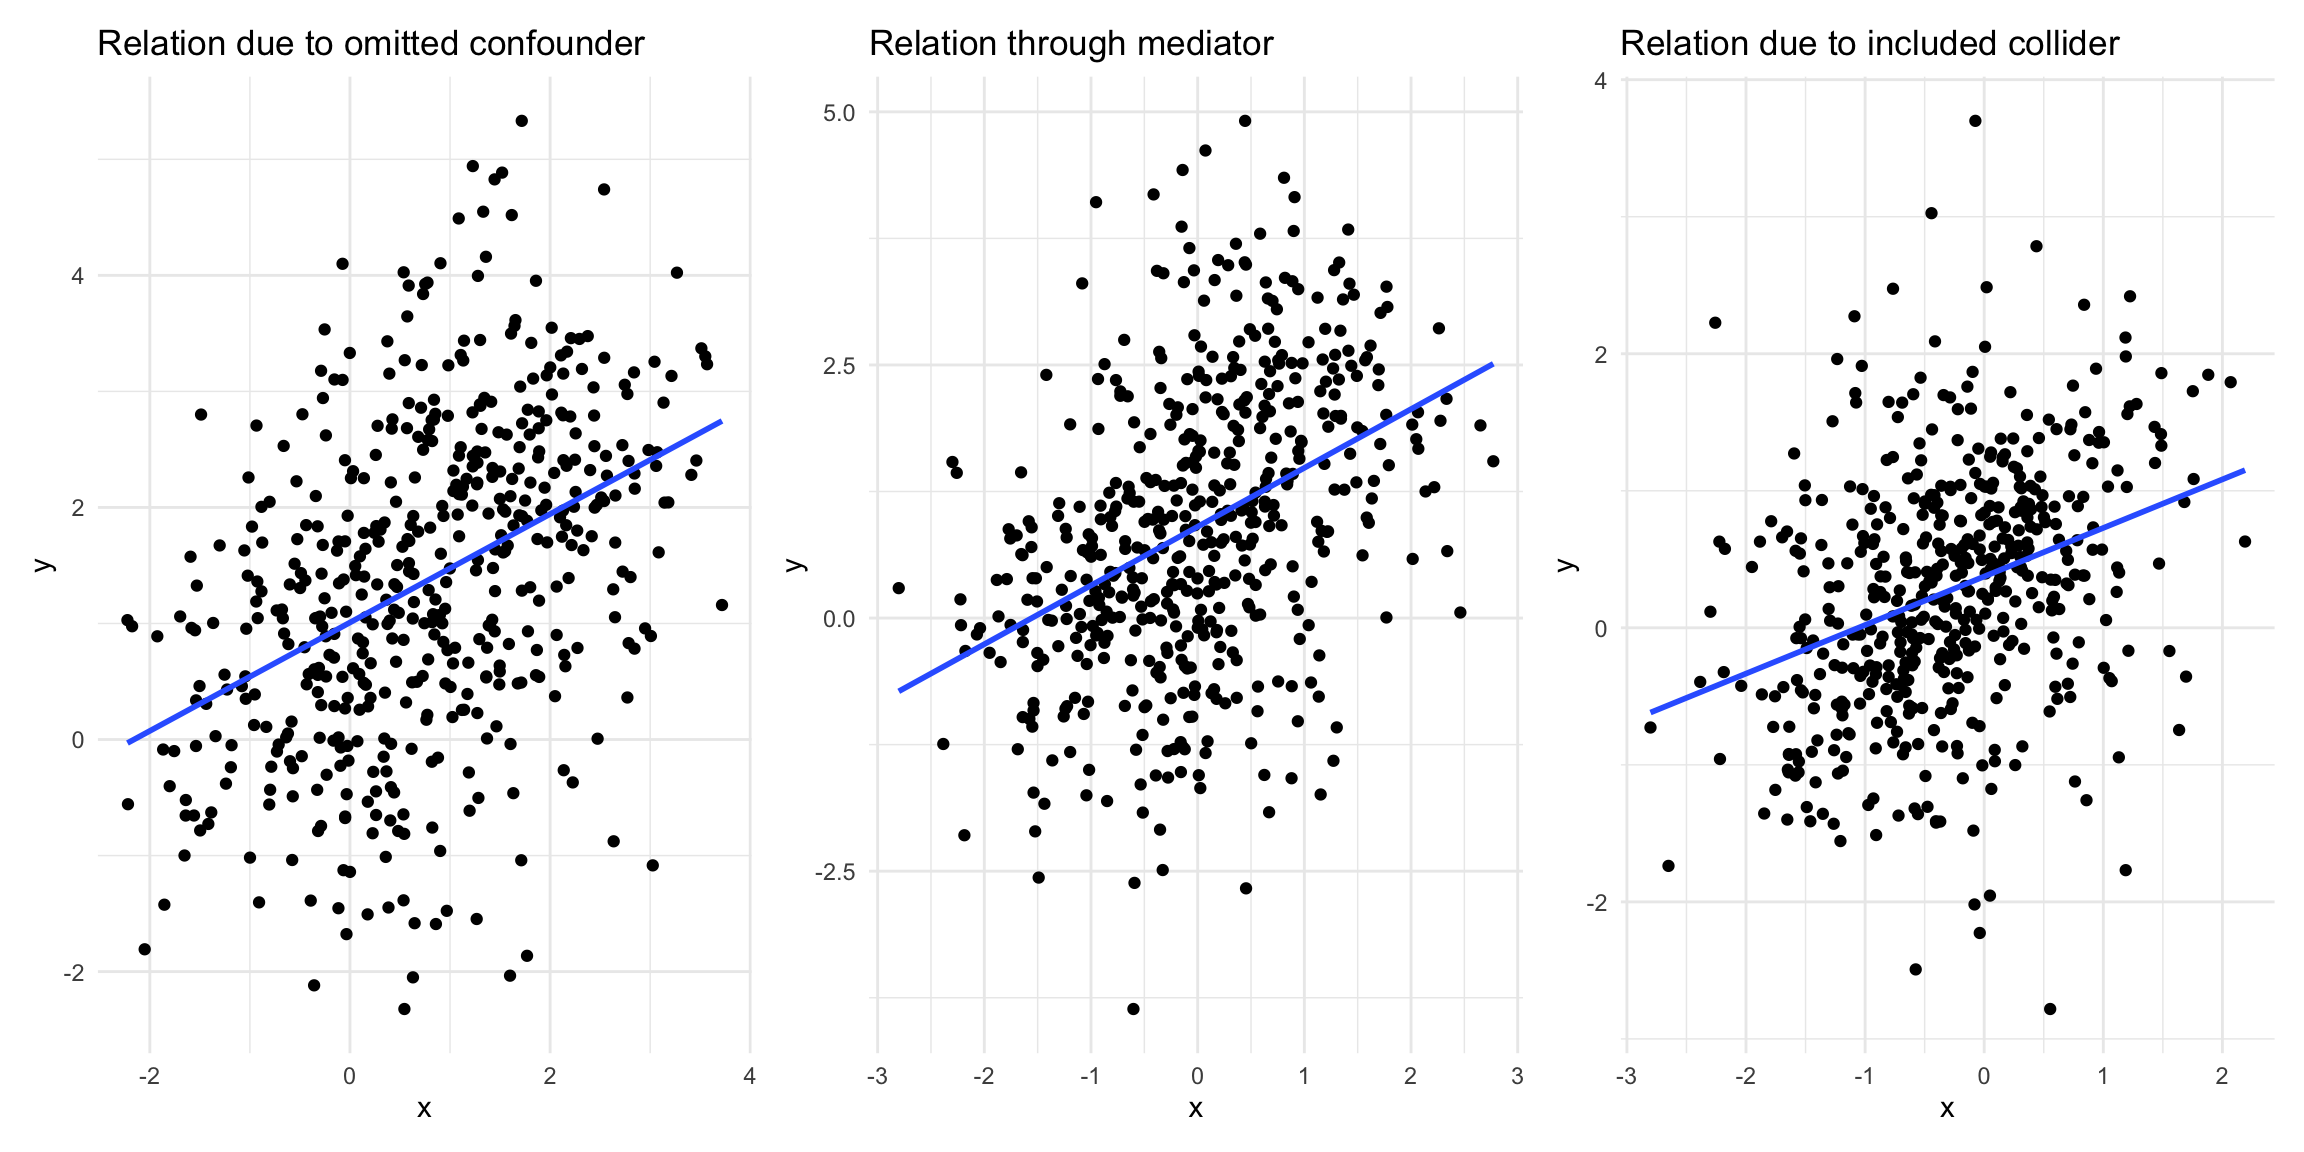 Relation due to omitted confounder
4
2
0
-2
y
-2 0 2 4
x
Relation through mediator
5.0
2.5
0.0
-2.5
y
-3 -2 -1 0 1 2 3
x
Relation due to included collider
4
2
0
-2
y
-3 -2 -1 0 1 2
x